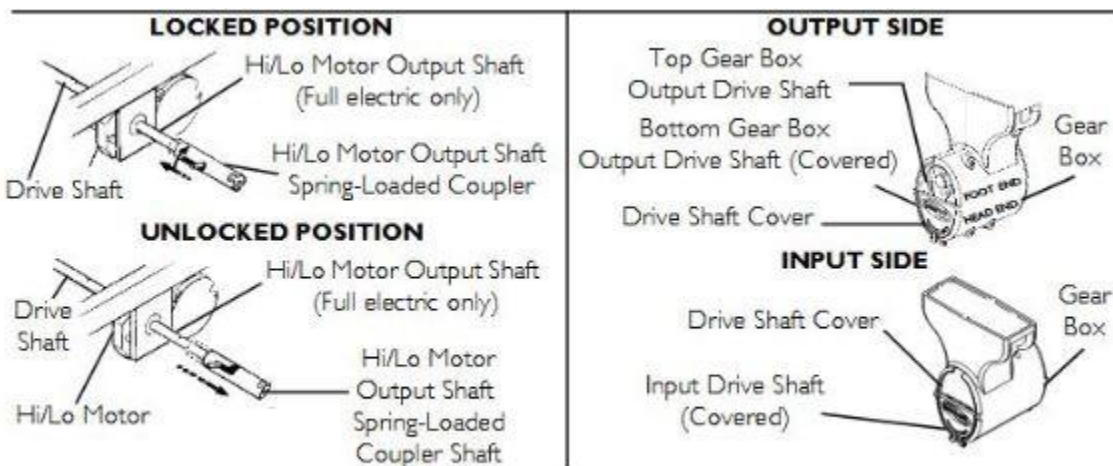 LOCKED POSITION
Hi/Lo Motor Output Shaft
(Full electric only)
Hi/Lo Motor Output Shaft
Spring-Loaded Coupler
Drive Shaft
UNLOCKED POSITION
Hi/Lo Motor Output Shaft
(Full electric only)
Drive
Shaft
Hi/Lo Motor
Hi/Lo Motor
Output Shaft
Spring-Loaded
Coupler Shaft
OUTPUT SIDE
Top Gear Box
Output Drive Shaft
Bottom Gear Box
Output Drive Shaft (Covered)
Drive Shaft Cover
Gear
Box
FOOT END
HEAD END
INPUT SIDE
Drive Shaft Cover
Gear
Box
Input Drive Shaft
(Covered)